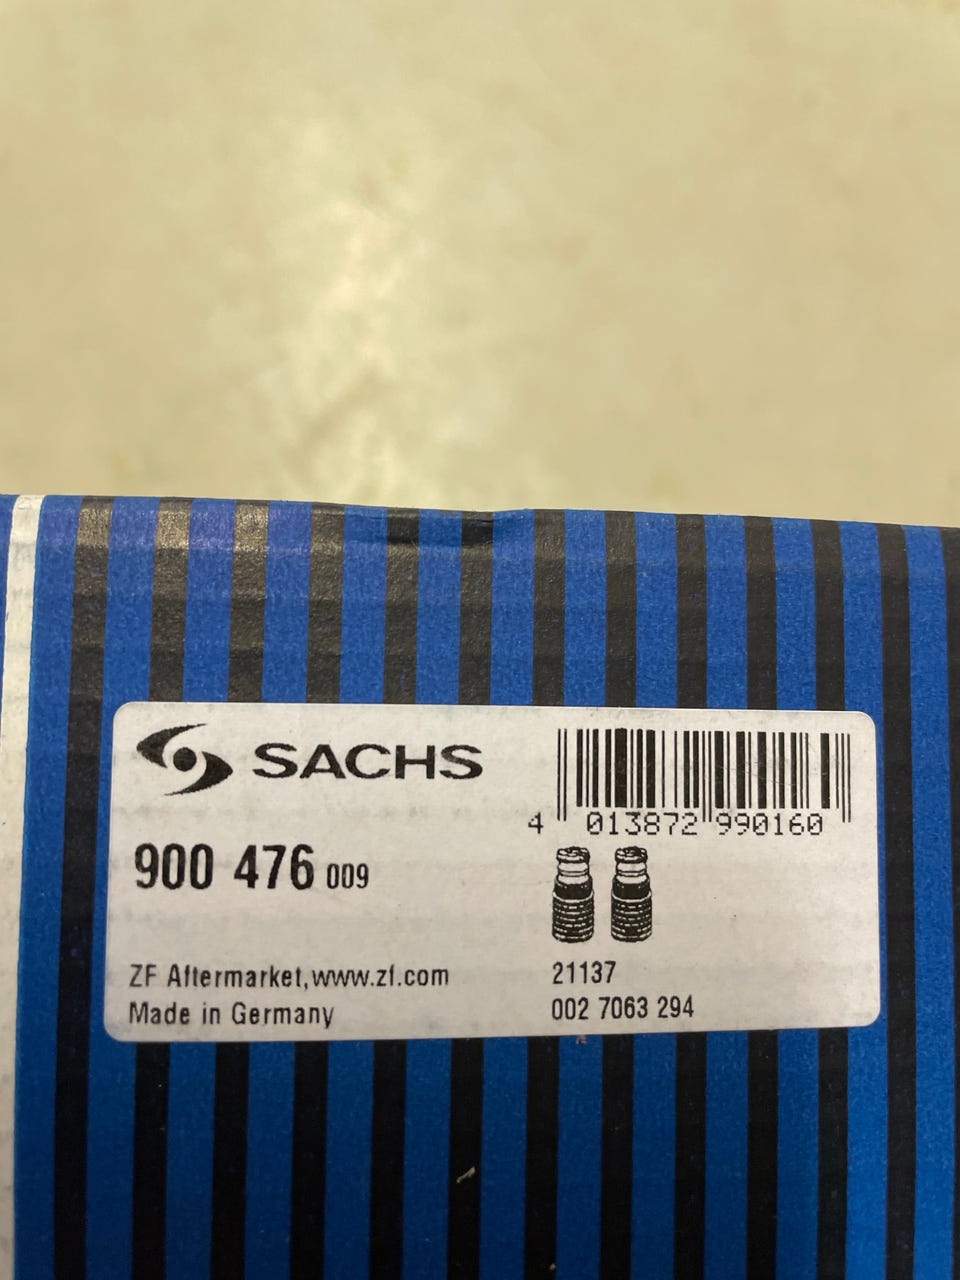 SACHS
4 013872 990160
900 476 009
ZF Aftermarket,www.zf.com
Made in Germany
21137
002 7063 294